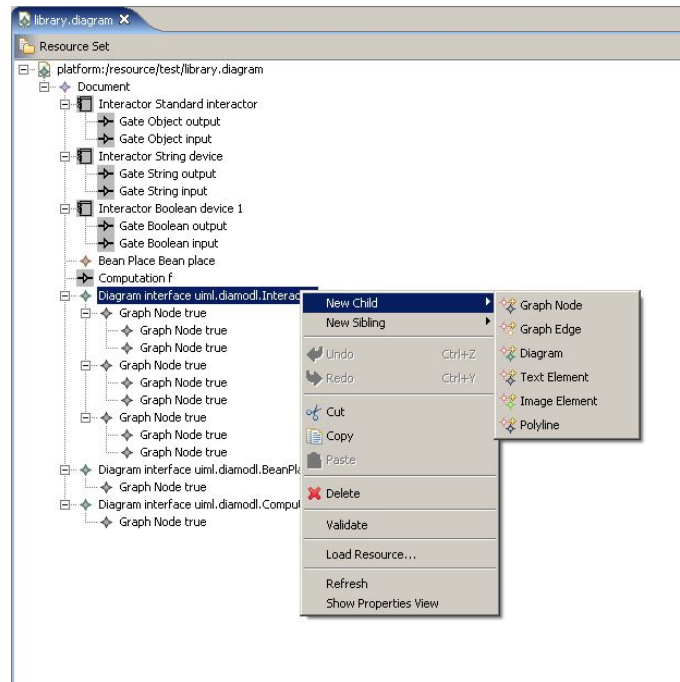 library.diagram
Resource Set
platform:/resource/test/library.diagram
Document
Interactor Standard interactor
Gate Object output
Gate Object input
Interactor String device
Gate String output
Gate String input
Interactor Boolean device 1
Gate Boolean output
Gate Boolean input
Bean Place Bean place
Computation f
Diagram interface uiml.diamodl.Interac
Graph Node true
Graph Node true
Graph Node true
Graph Node true
Graph Node true
Graph Node true
Graph Node true
Graph Node true
Graph Node true
Diagram interface uiml.diamodl.BeanPla
Graph Node true
Diagram interface uiml.diamodl.Comput
Graph Node true
New Child
New Sibling
Undo Ctrl+Z
Redo Ctrl+Y
Cut
Copy
Paste
Delete
Validate
Load Resource...
Refresh
Show Properties View
Graph Node
Graph Edge
Diagram
Text Element
Image Element
Polyline